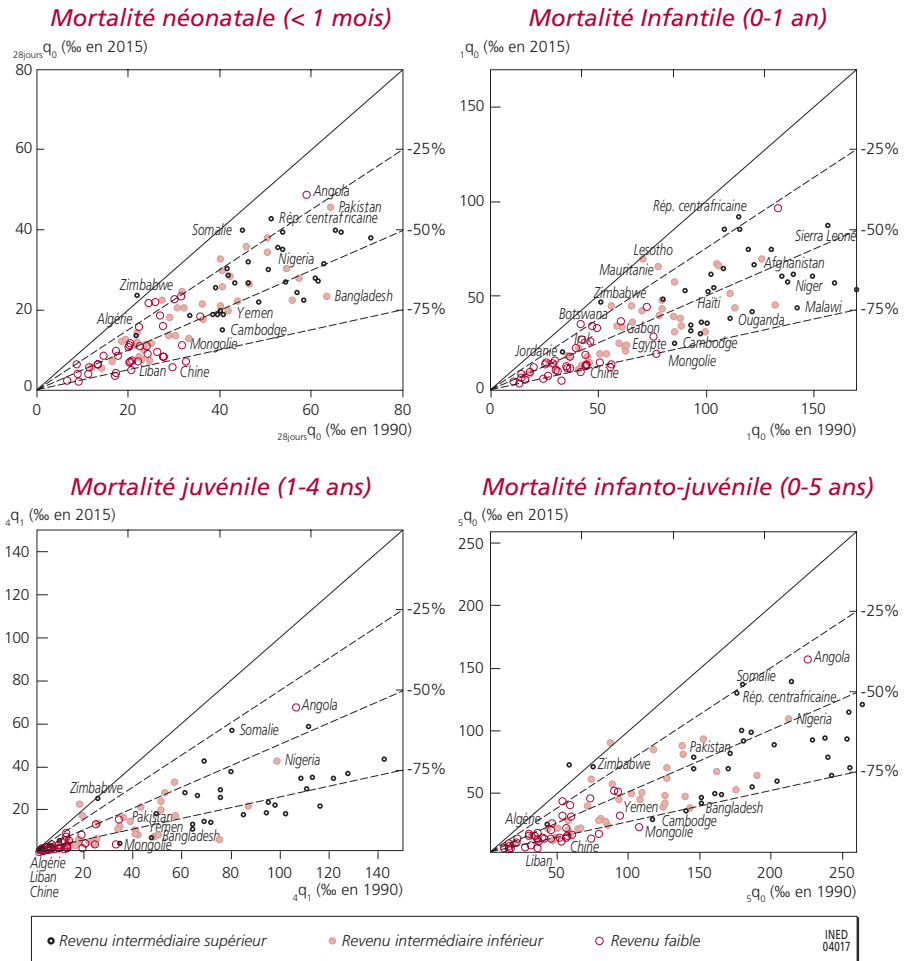 Mortalité néonatale (< 1 mois)
28jours q0 (‰ en 2015)
80
60
40
20
0
-25%
-50%
-75%
Angola
Pakistan
Rép. centrafricaine
Somalie
Nigeria
Zimbabwe
Bangladesh
Algérie
Yemen
Cambodge
Mongolie
Liban
Chine
0 20 40 60 80
28jours q0 (‰ en 1990)
Mortalité Infantile (0-1 an)
1q0 (‰ en 2015)
150
100
50
0
-25%
-50%
-75%
Rép. centrafricaine
Sierra Leone
Lesotho
Afghanistan
Mauritanie
Niger
Zimbabwe
Haïti
Malawi
Botswana
Gabon
Ouganda
Irak
Egypte
Cambodge
Jordanie
Mongolie
Chine
0 50 100 150
1q0 (‰ en 1990)
Mortalité juvénile (1-4 ans)
4q1 (‰ en 2015)
140
120
100
80
60
40
20
-25%
-50%
-75%
Angola
Somalie
Nigeria
Zimbabwe
Pakistan
Yemen
Bangladesh
Mongolie
Algérie
Liban
Chine
20 40 60 80 100 120 140
4q1 (‰ en 1990)
Mortalité infanto-juvénile (0-5 ans)
5q0 (‰ en 2015)
250
200
150
100
50
-25%
-50%
-75%
Angola
Somalie
Rép. centrafricaine
Nigeria
Pakistan
Zimbabwe
Yemen
Bangladesh
Algérie
Cambodge
Mongolie
Liban
Chine
50 100 150 200 250
5q0 (‰ en 1990)
Revenu intermédiaire supérieur
Revenu intermédiaire inférieur
Revenu faible
INED
04017